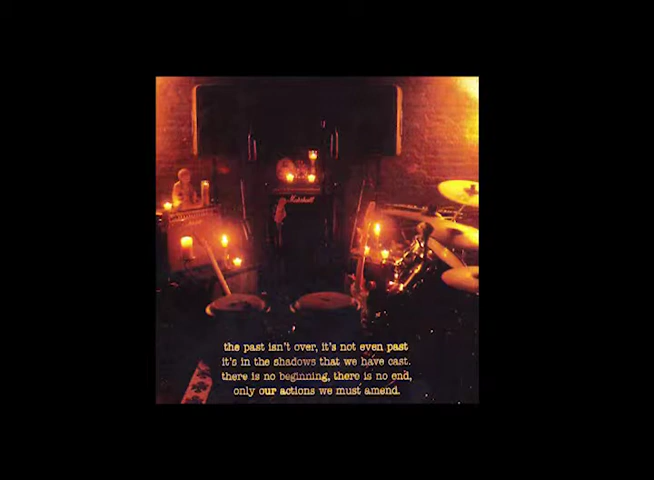 Marshall
the past isn't over, it's not even past
it's in the shadows that we have cast.
there is no beginning, there is no end,
only our actions we must amend.